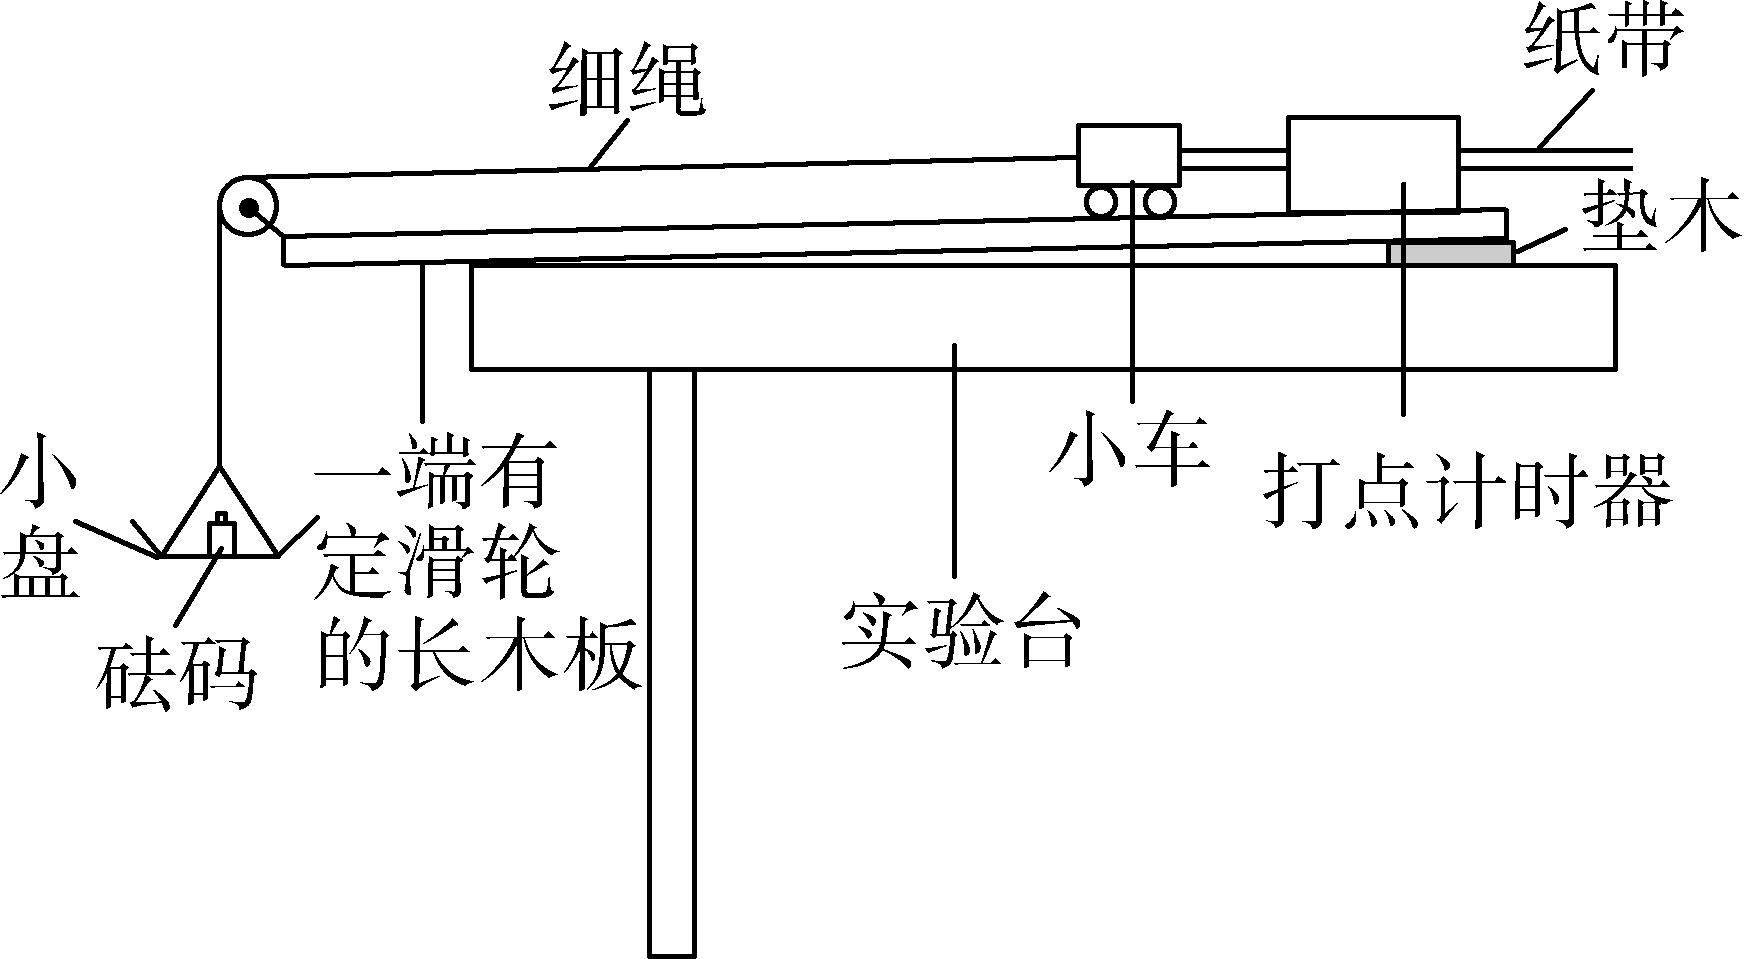 纸带
细绳
垫木
小车
打点计时器
小
盘
一端有
定滑轮
的长木板
砝码
实验台